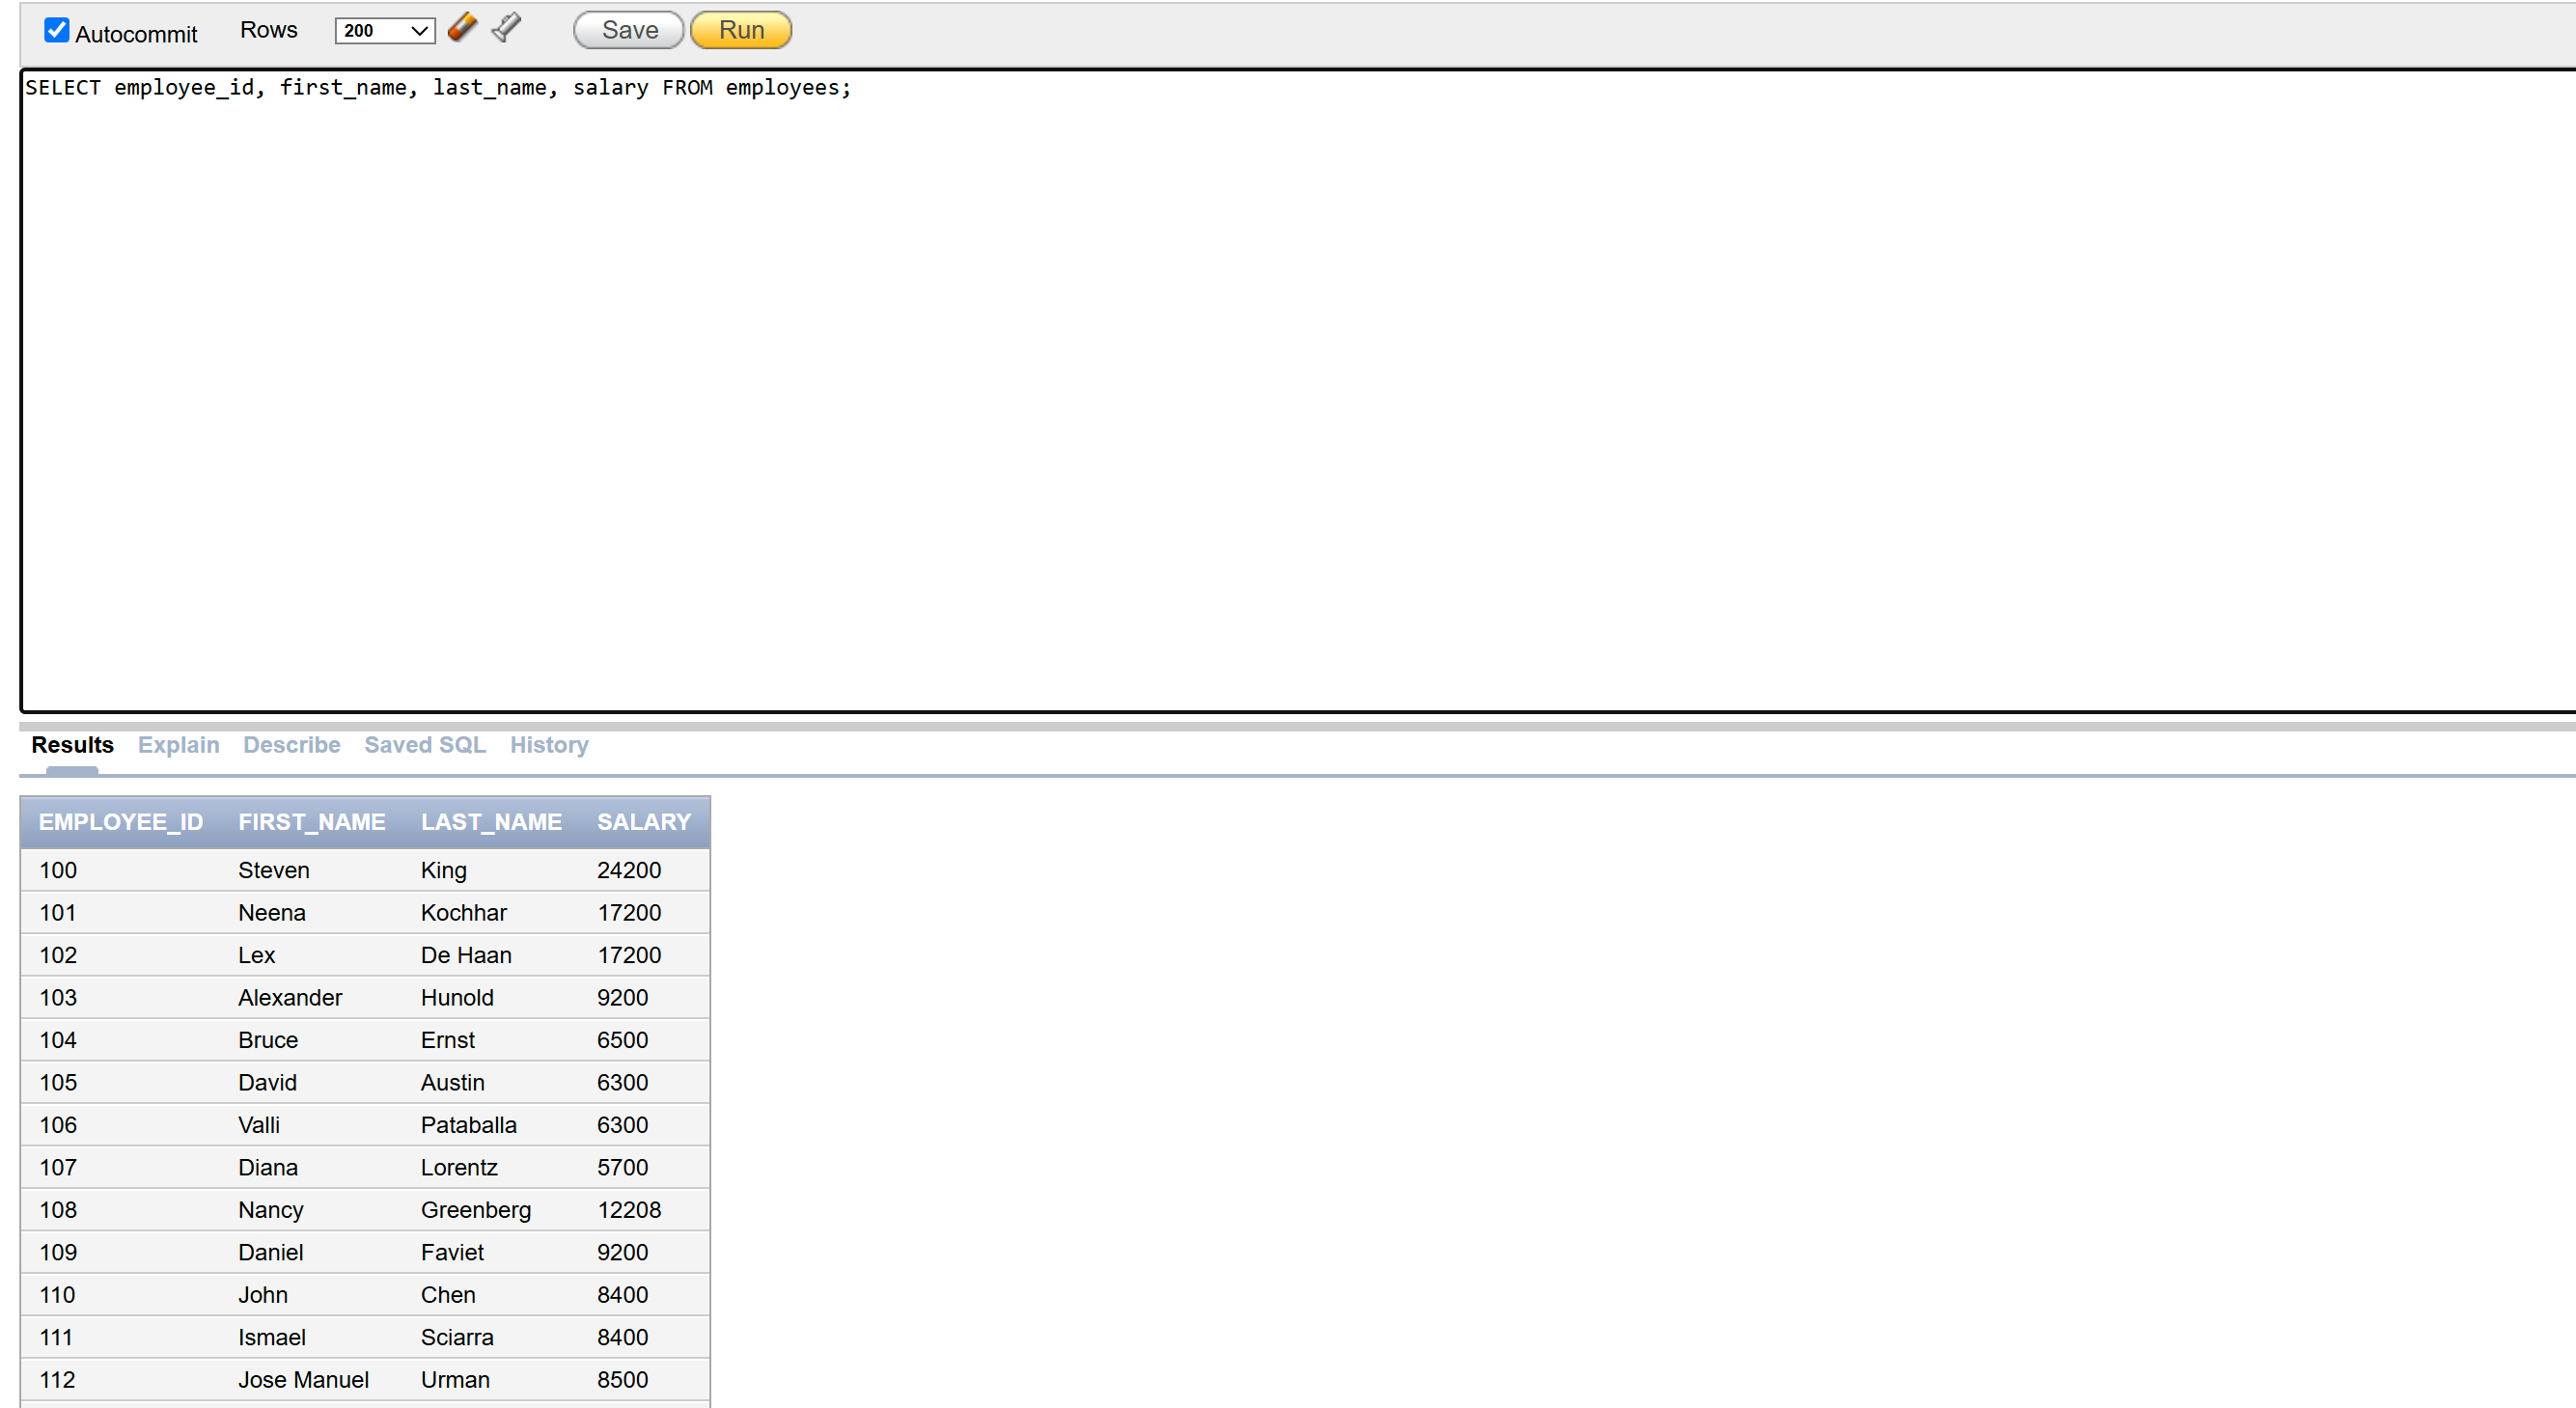 Autocommit Rows 200 Save Run
SELECT employee_id, first_name, last_name, salary FROM employees;
Results Explain Describe Saved SQL History
EMPLOYEE_ID FIRST_NAME LAST_NAME SALARY
100 Steven King 24200
101 Neena Kochhar 17200
102 Lex De Haan 17200
103 Alexander Hunold 9200
104 Bruce Ernst 6500
105 David Austin 6300
106 Valli Pataballa 6300
107 Diana Lorentz 5700
108 Nancy Greenberg 12208
109 Daniel Faviet 9200
110 John Chen 8400
111 Ismael Sciarra 8400
112 Jose Manuel Urman 8500